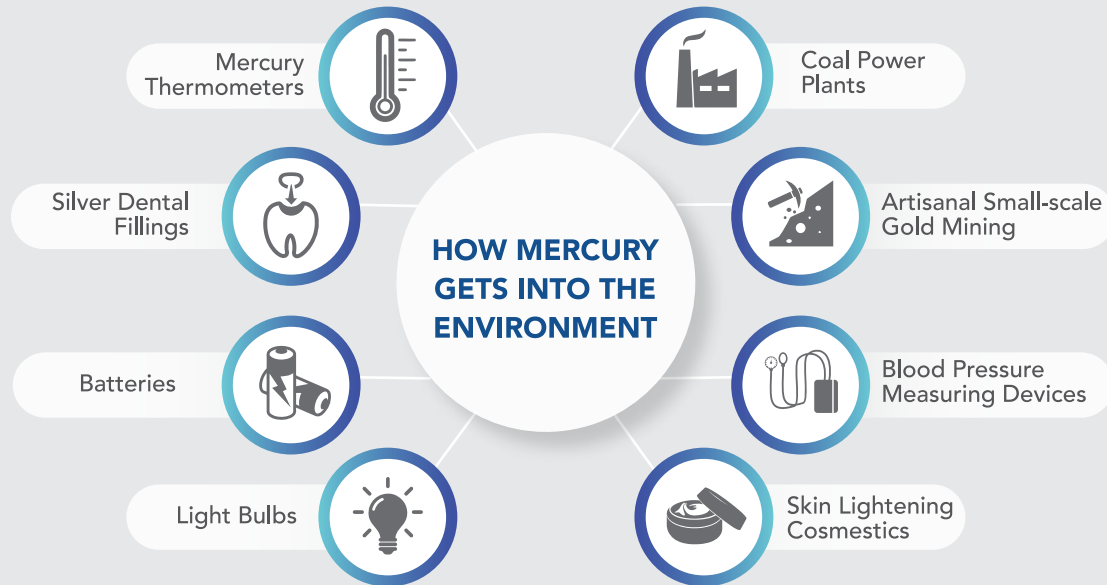 HOW MERCURY
GETS INTO THE
ENVIRONMENT
Mercury
Thermometers
Silver Dental
Fillings
Batteries
Light Bulbs
Coal Power
Plants
Artisanal Small-scale
Gold Mining
Blood Pressure
Measuring Devices
Skin Lightening
Cosmestics